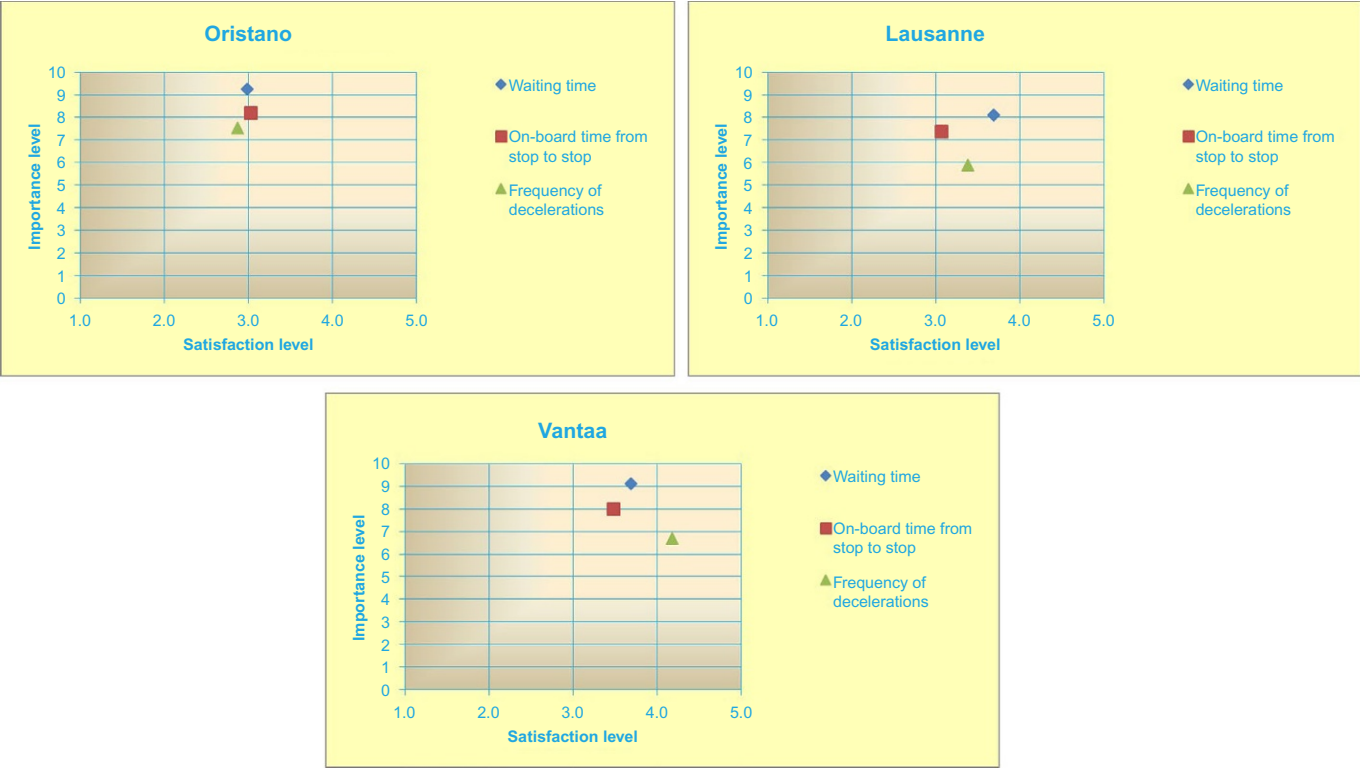 Oristano
10
9
8
7
6
5
4
3
2
1
0
Importance level
1.0 2.0 3.0 4.0 5.0
Satisfaction level
Waiting time
On-board time from
stop to stop
Frequency of
decelerations
Lausanne
10
9
8
7
6
5
4
3
2
1
0
Importance level
1.0 2.0 3.0 4.0 5.0
Satisfaction level
Waiting time
On-board time from
stop to stop
Frequency of
decelerations
Vantaa
10
9
8
7
6
5
4
3
2
1
0
Importance level
1.0 2.0 3.0 4.0 5.0
Satisfaction level
Waiting time
On-board time from
stop to stop
Frequency of
decelerations